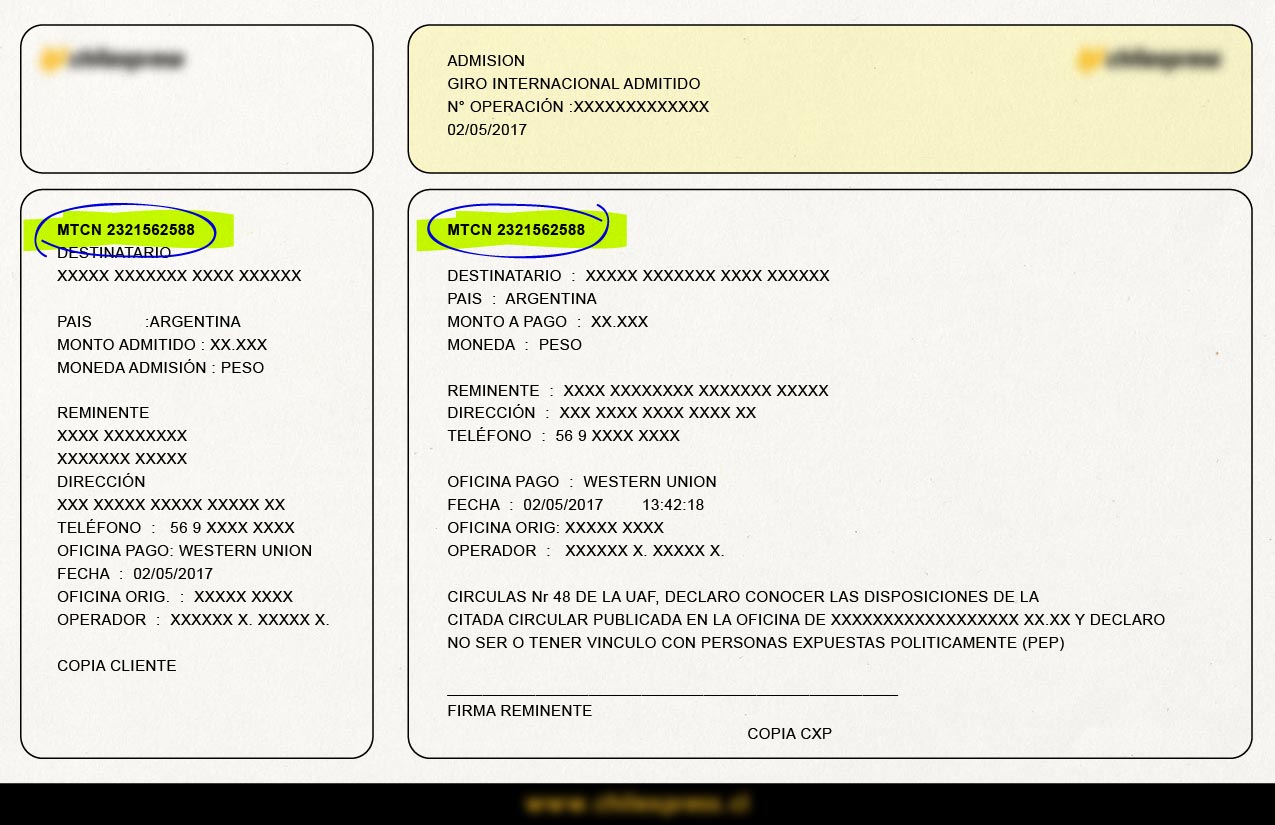 ADMISION
GIRO INTERNACIONAL ADMITIDO
N° OPERACIÓN :XXXXXXXXXXXXX
02/05/2017
MTCN 2321562588
DESTINATARIO
XXXXX XXXXXXX XXXX XXXXXX
PAIS :ARGENTINA
MONTO ADMITIDO : XX.XXX
MONEDA ADMISIÓN : PESO
REMINENTE
XXXX XXXXXXXX
XXXXXXX XXXXX
DIRECCIÓN
XXX XXXXX XXXXX XXXXX XX
TELÉFONO : 56 9 XXXX XXXX
OFICINA PAGO: WESTERN UNION
FECHA : 02/05/2017
OFICINA ORIG. : XXXXX XXXX
OPERADOR : XXXXXX X. XXXXX X.
COPIA CLIENTE
MTCN 2321562588
DESTINATARIO : XXXXX XXXXXXX XXXX XXXXXX
PAIS : ARGENTINA
MONTO A PAGO : XX.XXX
MONEDA : PESO
REMINENTE : XXXX XXXXXXXX XXXXXXX XXXXX
DIRECCIÓN : XXX XXXX XXXX XXXX XX
TELÉFONO : 56 9 XXXX XXXX
OFICINA PAGO : WESTERN UNION
FECHA : 02/05/2017 13:42:18
OFICINA ORIG: XXXXX XXXX
OPERADOR : XXXXXX X. XXXXX X.
CIRCULAS Nr 48 DE LA UAF, DECLARO CONOCER LAS DISPOSICIONES DE LA
CITADA CIRCULAR PUBLICADA EN LA OFICINA DE XXXXXXXXXXXXXXXXXX XX.XX Y DECLARO
NO SER O TENER VINCULO CON PERSONAS EXPUESTAS POLITICAMENTE (PEP)
FIRMA REMINENTE
COPIA CXP